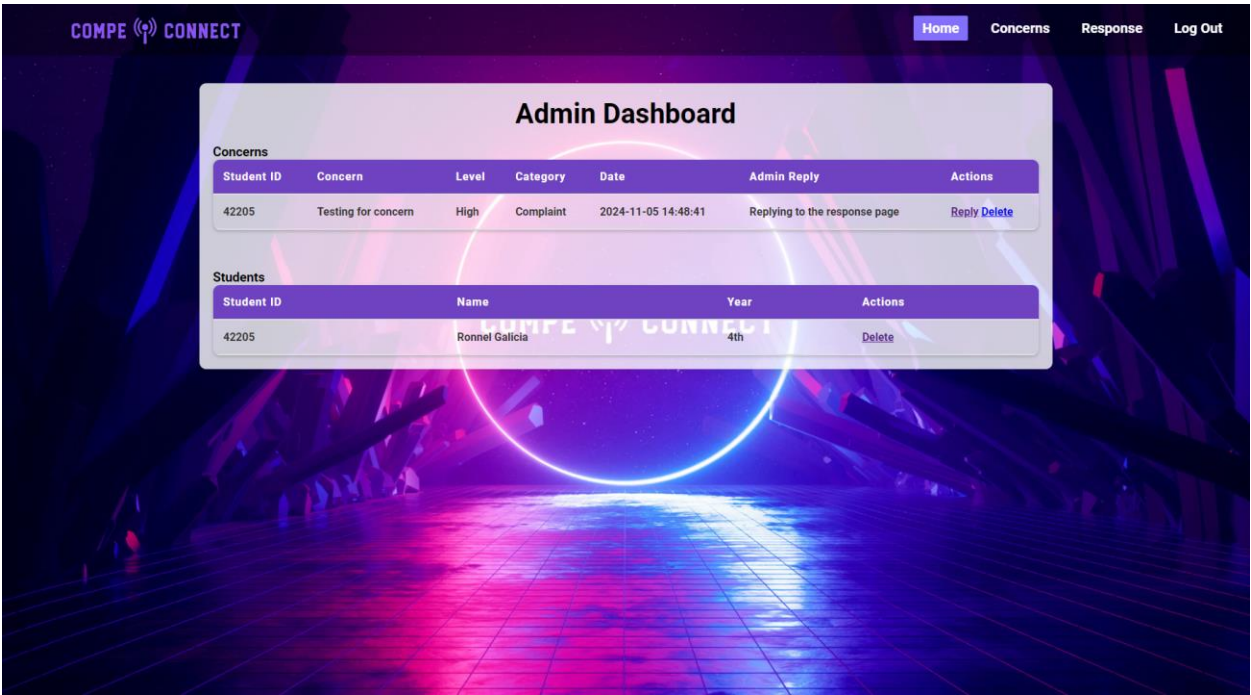 COMPE CONNECT Home Concerns Response Log Out
Admin Dashboard
Concerns
Student ID Concern Level Category Date Admin Reply Actions
42205 Testing for concern High Complaint 2024-11-05 14:48:41 Replying to the response page Reply Delete
Students
Student ID Name Year Actions
COMPE CONNECT
42205 Ronnel Galicia 4th Delete